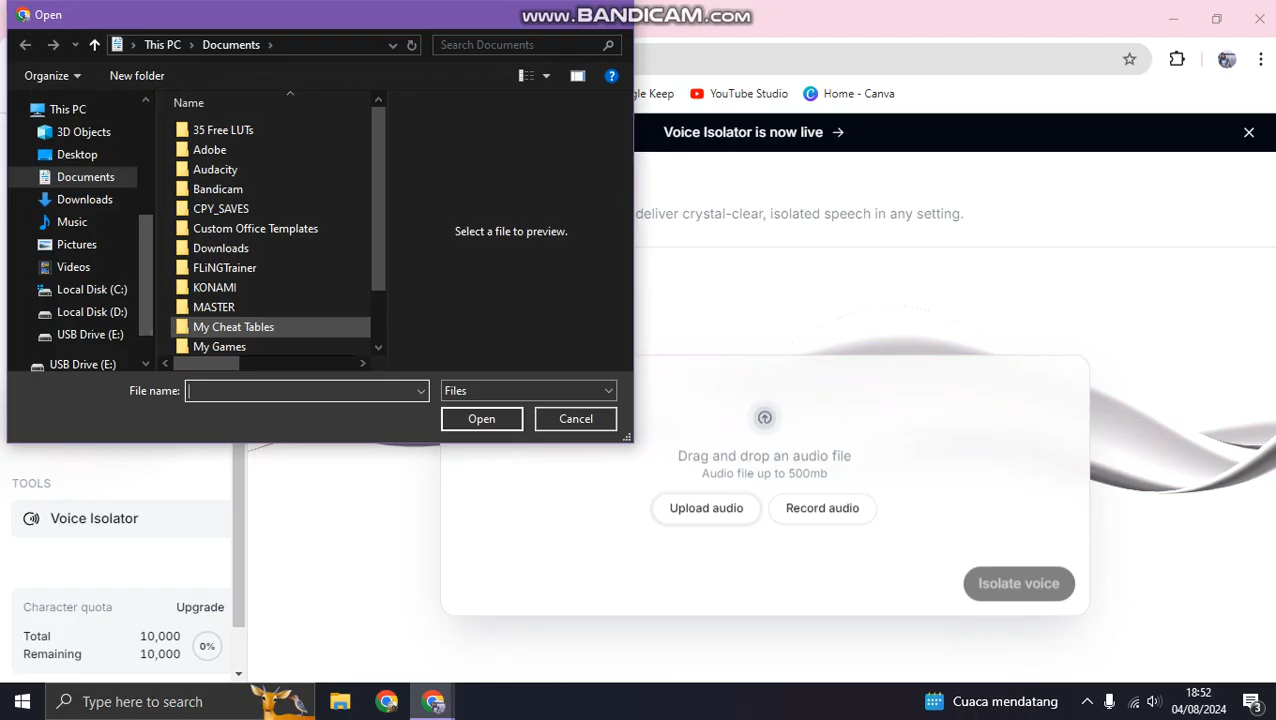 Open
www.BANDICAM.com
This PC
Documents
Search Documents
Organize
New folder
This PC
3D Objects
Desktop
Documents
Downloads
Music
Pictures
Videos
Local Disk (C:)
Local Disk (D:)
USB Drive (E:)
USB Drive (E:)
Name
35 Free LUTs
Adobe
Audacity
Bandicam
CPY_SAVES
Custom Office Templates
Downloads
FLiNGTrainer
KONAMI
MASTER
My Cheat Tables
My Games
Select a file to preview.
File name:
Files
Open
Cancel
gle Keep
YouTube Studio
Home - Canva
Voice Isolator is now live
deliver crystal-clear, isolated speech in any setting.
Drag and drop an audio file
Audio file up to 500mb
Upload audio
Record audio
Isolate voice
TOOLS
Voice Isolator
Character quota
Upgrade
Total 10,000
Remaining 10,000
0%
Type here to search
Cuaca mendatang
18:52
04/08/2024
3